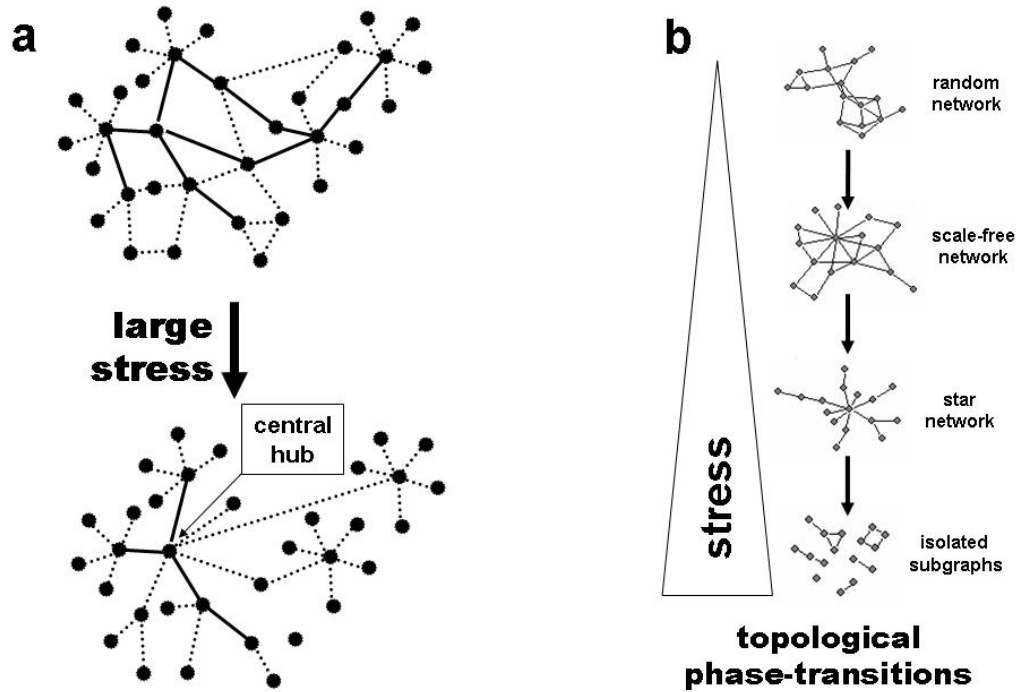 a
large
stress
central
hub
b
stress
random
network
scale-free
network
star
network
isolated
subgraphs
topological
phase-transitions